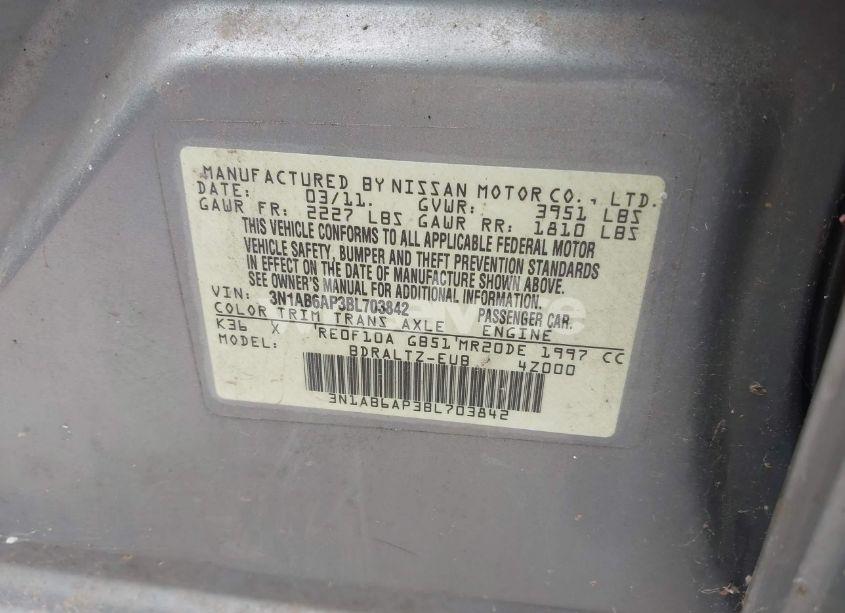 MANUFACTURED BY NISSAN MOTOR CO., LTD.
DATE: 03/11. GVWR: 3951 LBS
GAWR FR: 2227 LBS GAWR RR: 1810 LBS
THIS VEHICLE CONFORMS TO ALL APPLICABLE FEDERAL MOTOR
VEHICLE SAFETY, BUMPER AND THEFT PREVENTION STANDARDS
IN EFFECT ON THE DATE OF MANUFACTURE SHOWN ABOVE.
SEE OWNER'S MANUAL FOR ADDITIONAL INFORMATION.
VIN: 3N1AB6AP3BL703842 PASSENGER CAR.
COLOR TRIM TRANS AXLE ENGINE
K36 X RE0F10A GB51 MR20DE 1997 CC
MODEL: BDRALTZ-EUB 4Z000
3N1AB6AP3BL703842